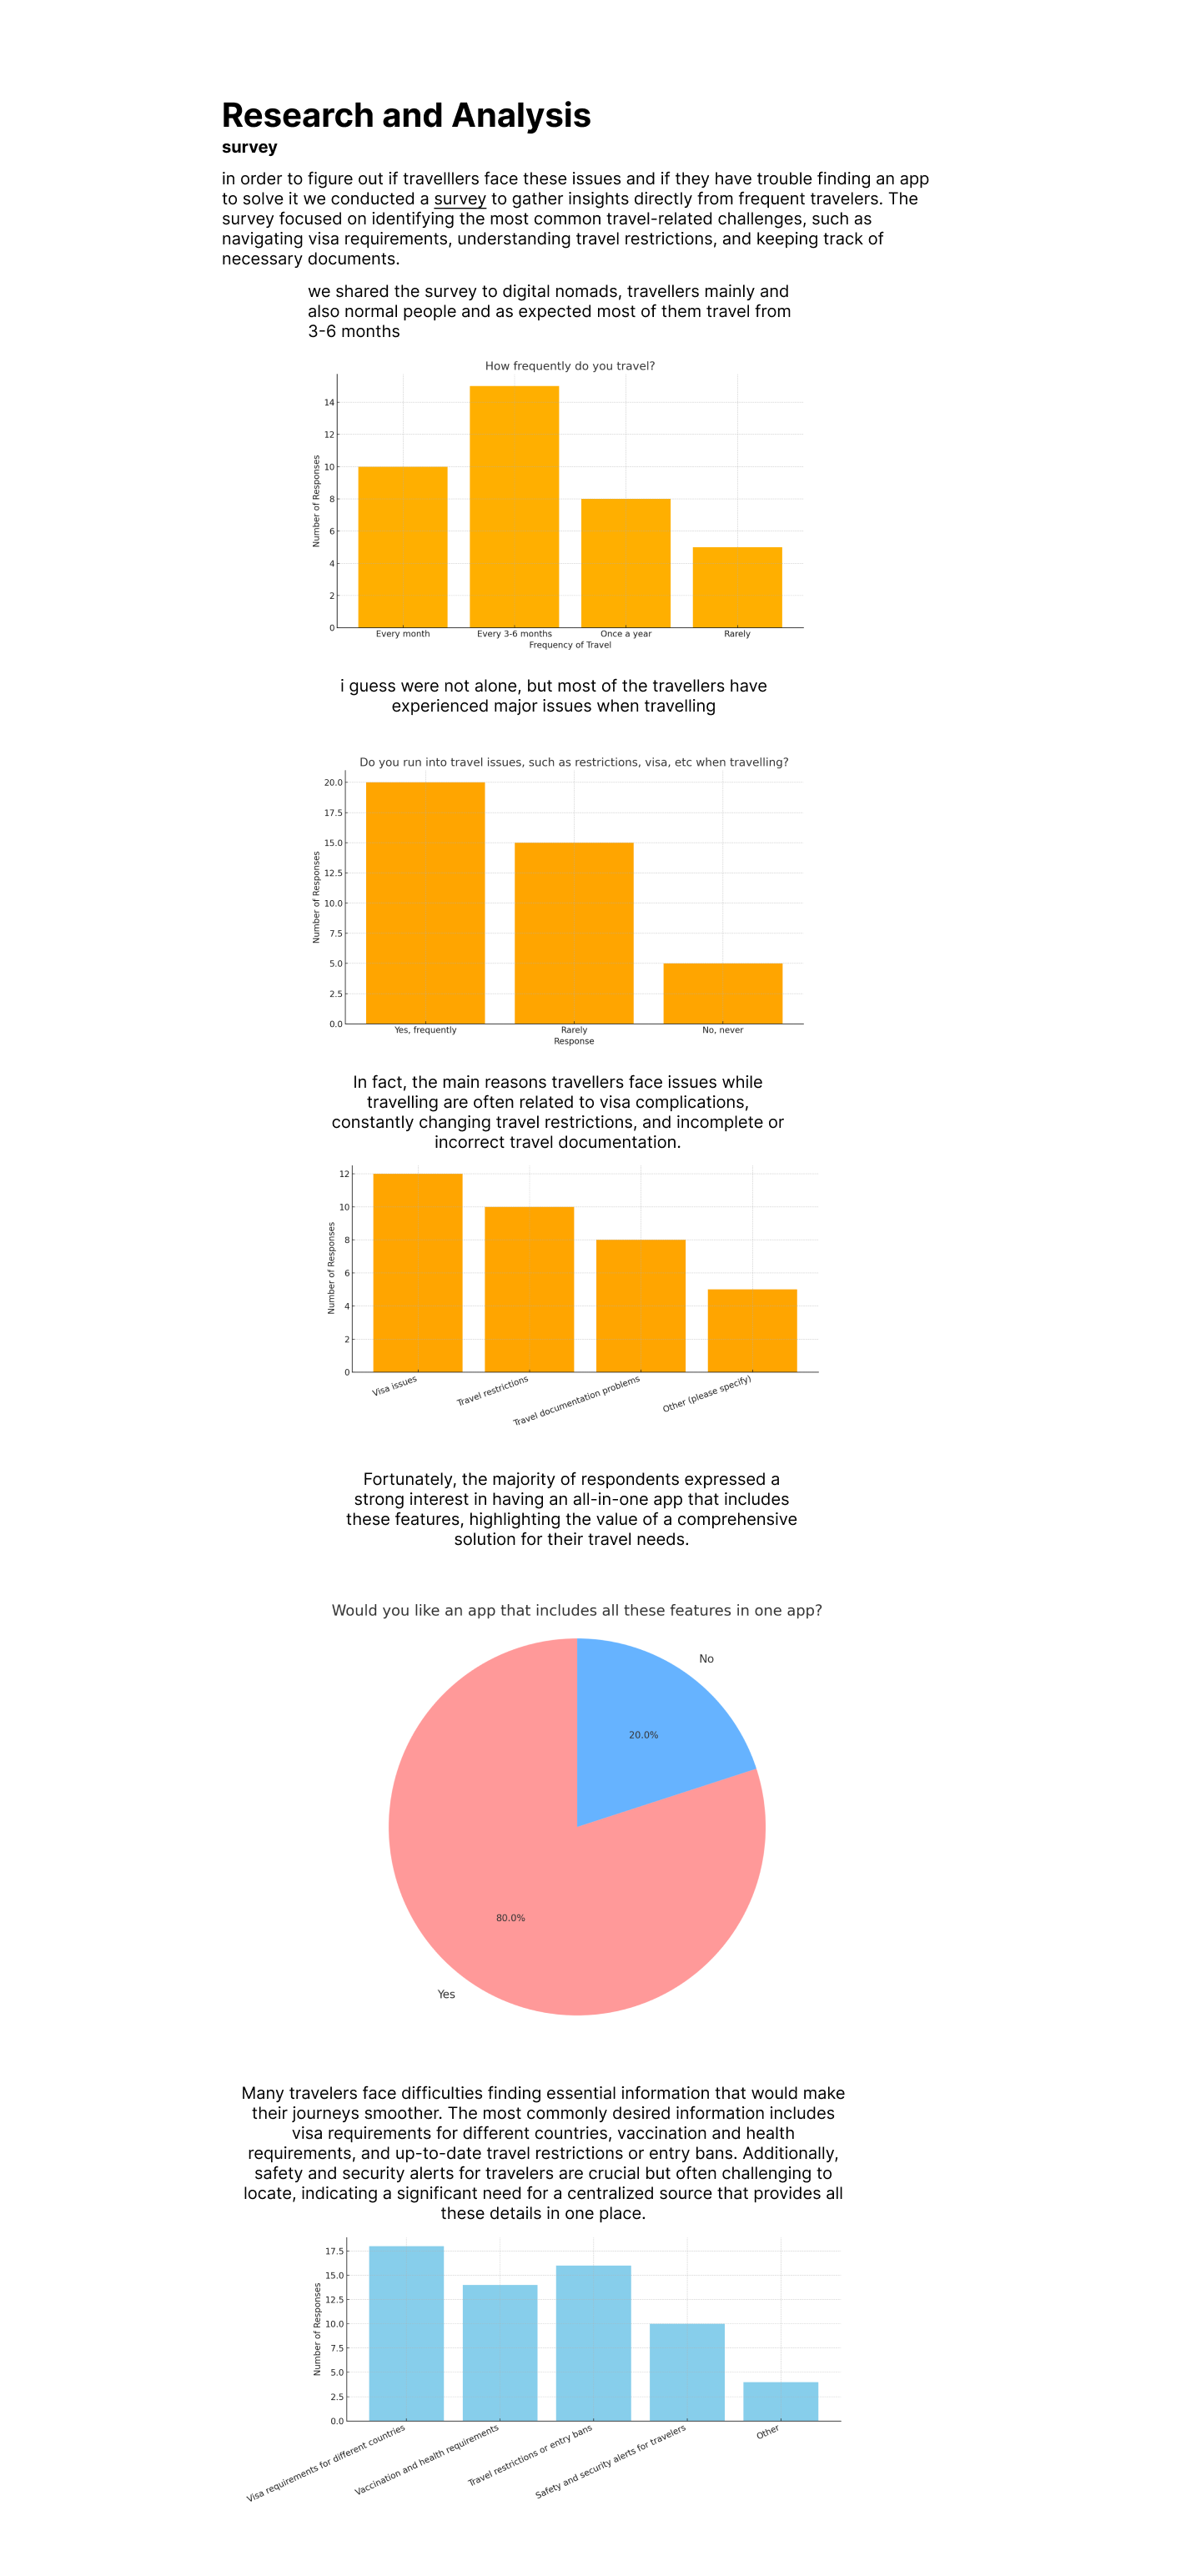 Research and Analysis
survey
in order to figure out if travelllers face these issues and if they have trouble finding an app
to solve it we conducted a survey to gather insights directly from frequent travelers. The
survey focused on identifying the most common travel-related challenges, such as
navigating visa requirements, understanding travel restrictions, and keeping track of
necessary documents.
we shared the survey to digital nomads, travellers mainly and
also normal people and as expected most of them travel from
3-6 months
How frequently do you travel?
Number of Responses
14
12
10
8
6
4
2
0
Every month
Every 3-6 months
Once a year
Rarely
Frequency of Travel
i guess were not alone, but most of the travellers have
experienced major issues when travelling
Do you run into travel issues, such as restrictions, visa, etc when travelling?
Number of Responses
20.0
17.5
15.0
12.5
10.0
7.5
5.0
2.5
0.0
Yes, frequently
Rarely
No, never
Response
In fact, the main reasons travellers face issues while
travelling are often related to visa complications,
constantly changing travel restrictions, and incomplete or
incorrect travel documentation.
Number of Responses
12
10
8
6
4
2
0
Visa issues
Travel restrictions
Travel documentation problems
Other (please specify)
Fortunately, the majority of respondents expressed a
strong interest in having an all-in-one app that includes
these features, highlighting the value of a comprehensive
solution for their travel needs.
Would you like an app that includes all these features in one app?
No
20.0%
80.0%
Yes
Many travelers face difficulties finding essential information that would make
their journeys smoother. The most commonly desired information includes
visa requirements for different countries, vaccination and health
requirements, and up-to-date travel restrictions or entry bans. Additionally,
safety and security alerts for travelers are crucial but often challenging to
locate, indicating a significant need for a centralized source that provides all
these details in one place.
Number of Responses
17.5
15.0
12.5
10.0
7.5
5.0
2.5
0.0
Visa requirements for different countries
Vaccination and health requirements
Travel restrictions or entry bans
Safety and security alerts for travelers
Other